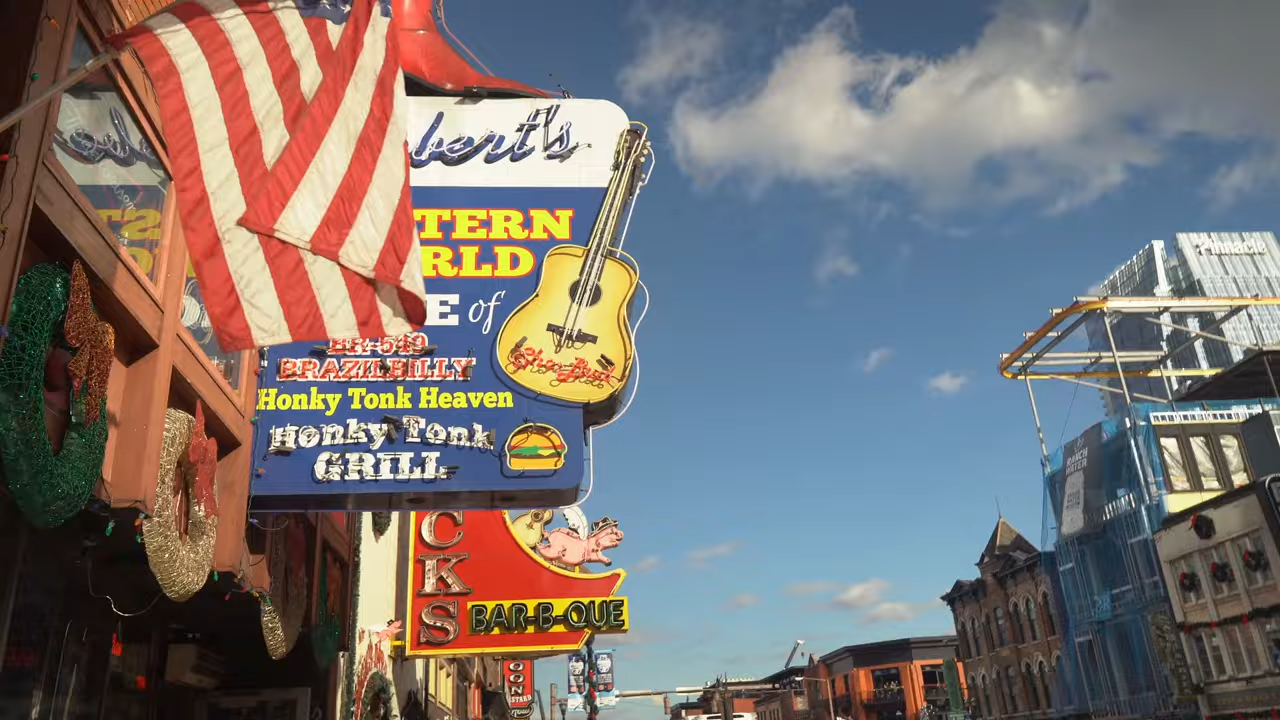 bert's
TERN
RLD
E of
BR-549
BRAZILBILLY
Honky Tonk Heaven
Honky Tonk
GRILL
CKS
BAR-B-QUE
Pinnacle